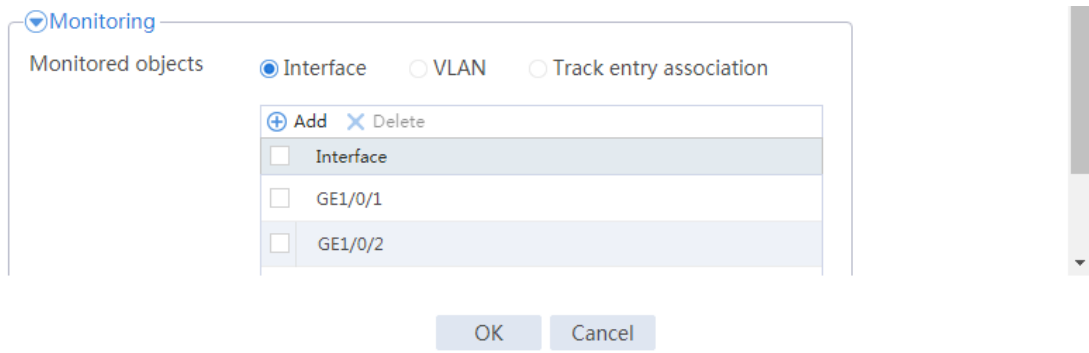 Monitoring
Monitored objects Interface VLAN Track entry association
Add Delete
Interface
GE1/0/1
GE1/0/2
OK Cancel